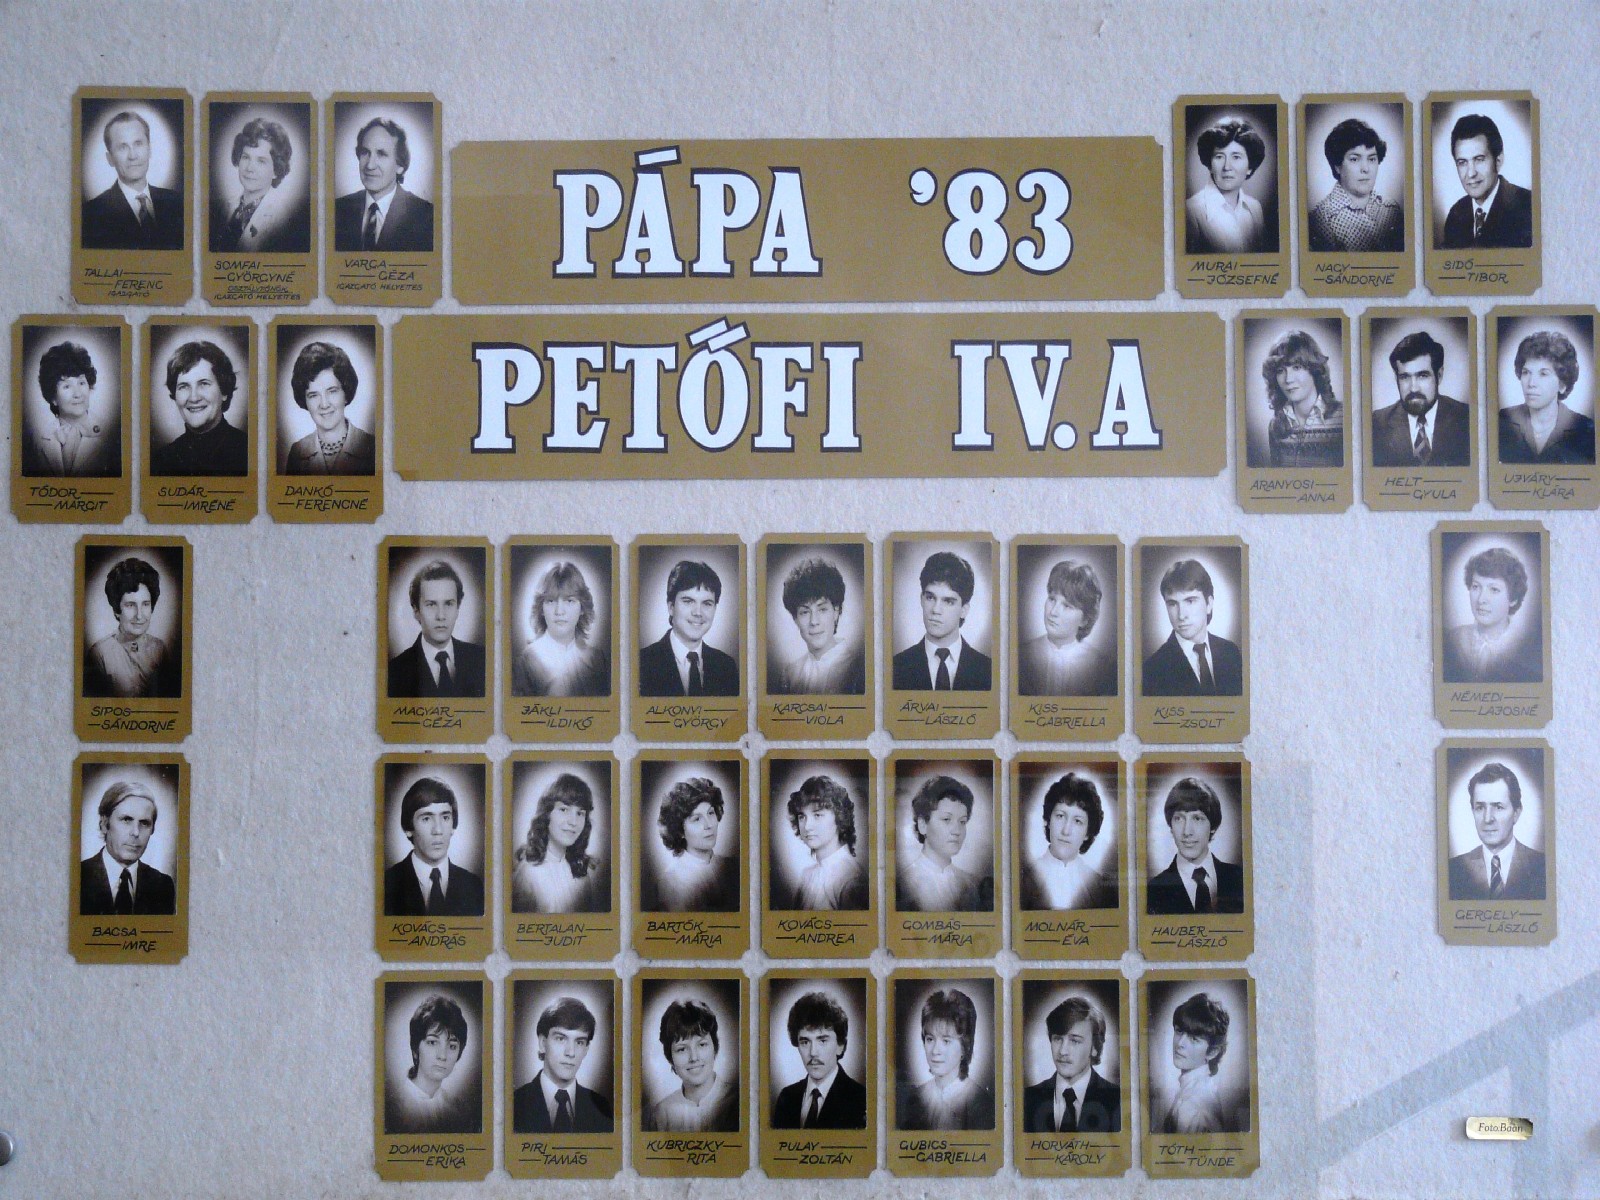 TALLAI
FERENC
IGAZGATÓ
SOMFAI
GYÖRGYNÉ
OSZTÁLYFŐNÖK
IGAZGATÓ HELYETTES
VARGA
GÉZA
IGAZGATÓ HELYETTES
PÁPA '83
MURAI
JÓZSEFNÉ
NAGY
SÁNDORNÉ
SIDÓ
TIBOR
TÓDOR
MARGIT
SUDÁR
IMRÉNÉ
DANKÓ
FERENCNÉ
PETŐFI IV.A
ARANYOSI
ANNA
HELT
GYULA
UJVÁRY
KLÁRA
SIPOS
SÁNDORNÉ
MAGYAR
GÉZA
JÁKLI
ILDIKÓ
ALKONYI
GYÖRGY
KARCSAI
VIOLA
ÁRVAI
LÁSZLÓ
KISS
GABRIELLA
KISS
ZSOLT
NÉMEDI
LAJOSNÉ
BACSA
IMRE
KOVÁCS
ANDRÁS
BERTALAN
JUDIT
BARTÓK
MÁRIA
KOVÁCS
ANDREA
GOMBÁS
MÁRIA
MOLNÁR
ÉVA
HAUBER
LÁSZLÓ
GERGELY
LÁSZLÓ
DOMONKOS
ERIKA
PIRI
TAMÁS
KUBRICZKY
RITA
PULAY
ZOLTÁN
GUBICS
GABRIELLA
HORVÁTH
KÁROLY
TÓTH
TÜNDE
Foto:Baán